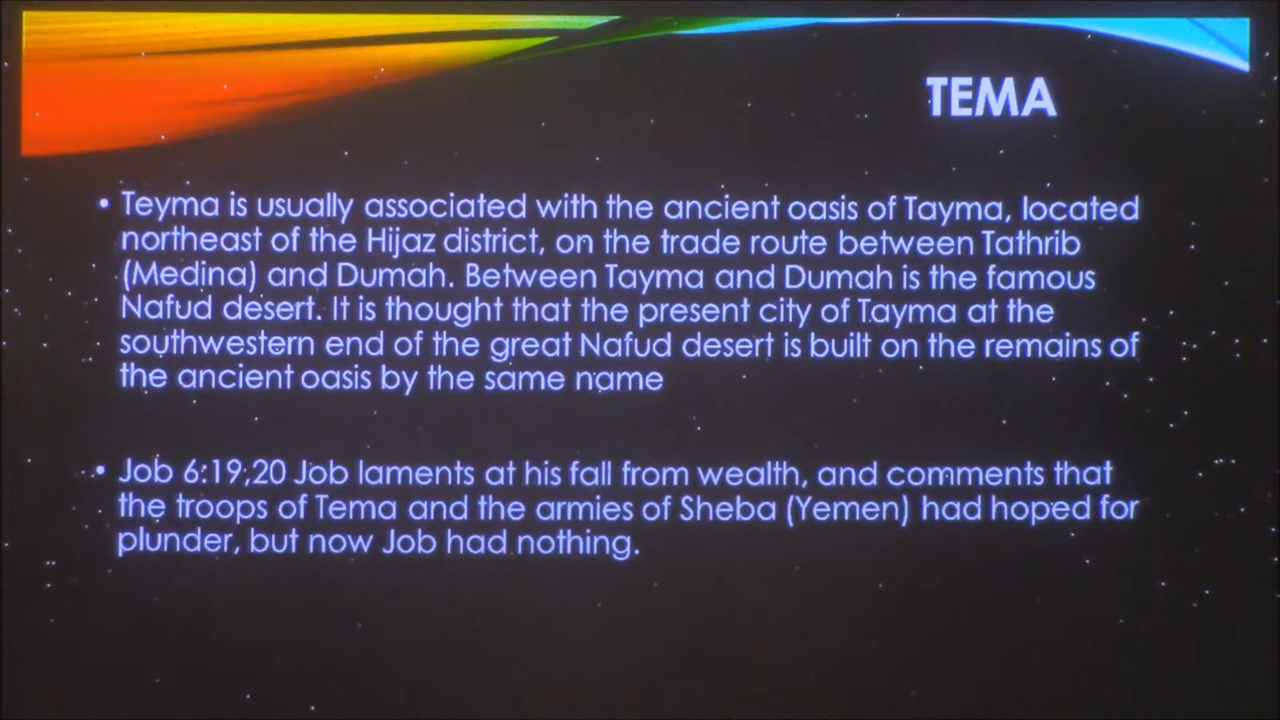 TEMA
• Teyma is usually associated with the ancient oasis of Tayma, located
northeast of the Hijaz district, on the trade route between Tathrib
(Medina) and Dumah. Between Tayma and Dumah is the famous
Nafud desert. It is thought that the present city of Tayma at the
southwestern end of the great Nafud desert is built on the remains of
the ancient oasis by the same name
• Job 6:19,20 Job laments at his fall from wealth, and comments that
the troops of Tema and the armies of Sheba (Yemen) had hoped for
plunder, but now Job had nothing.